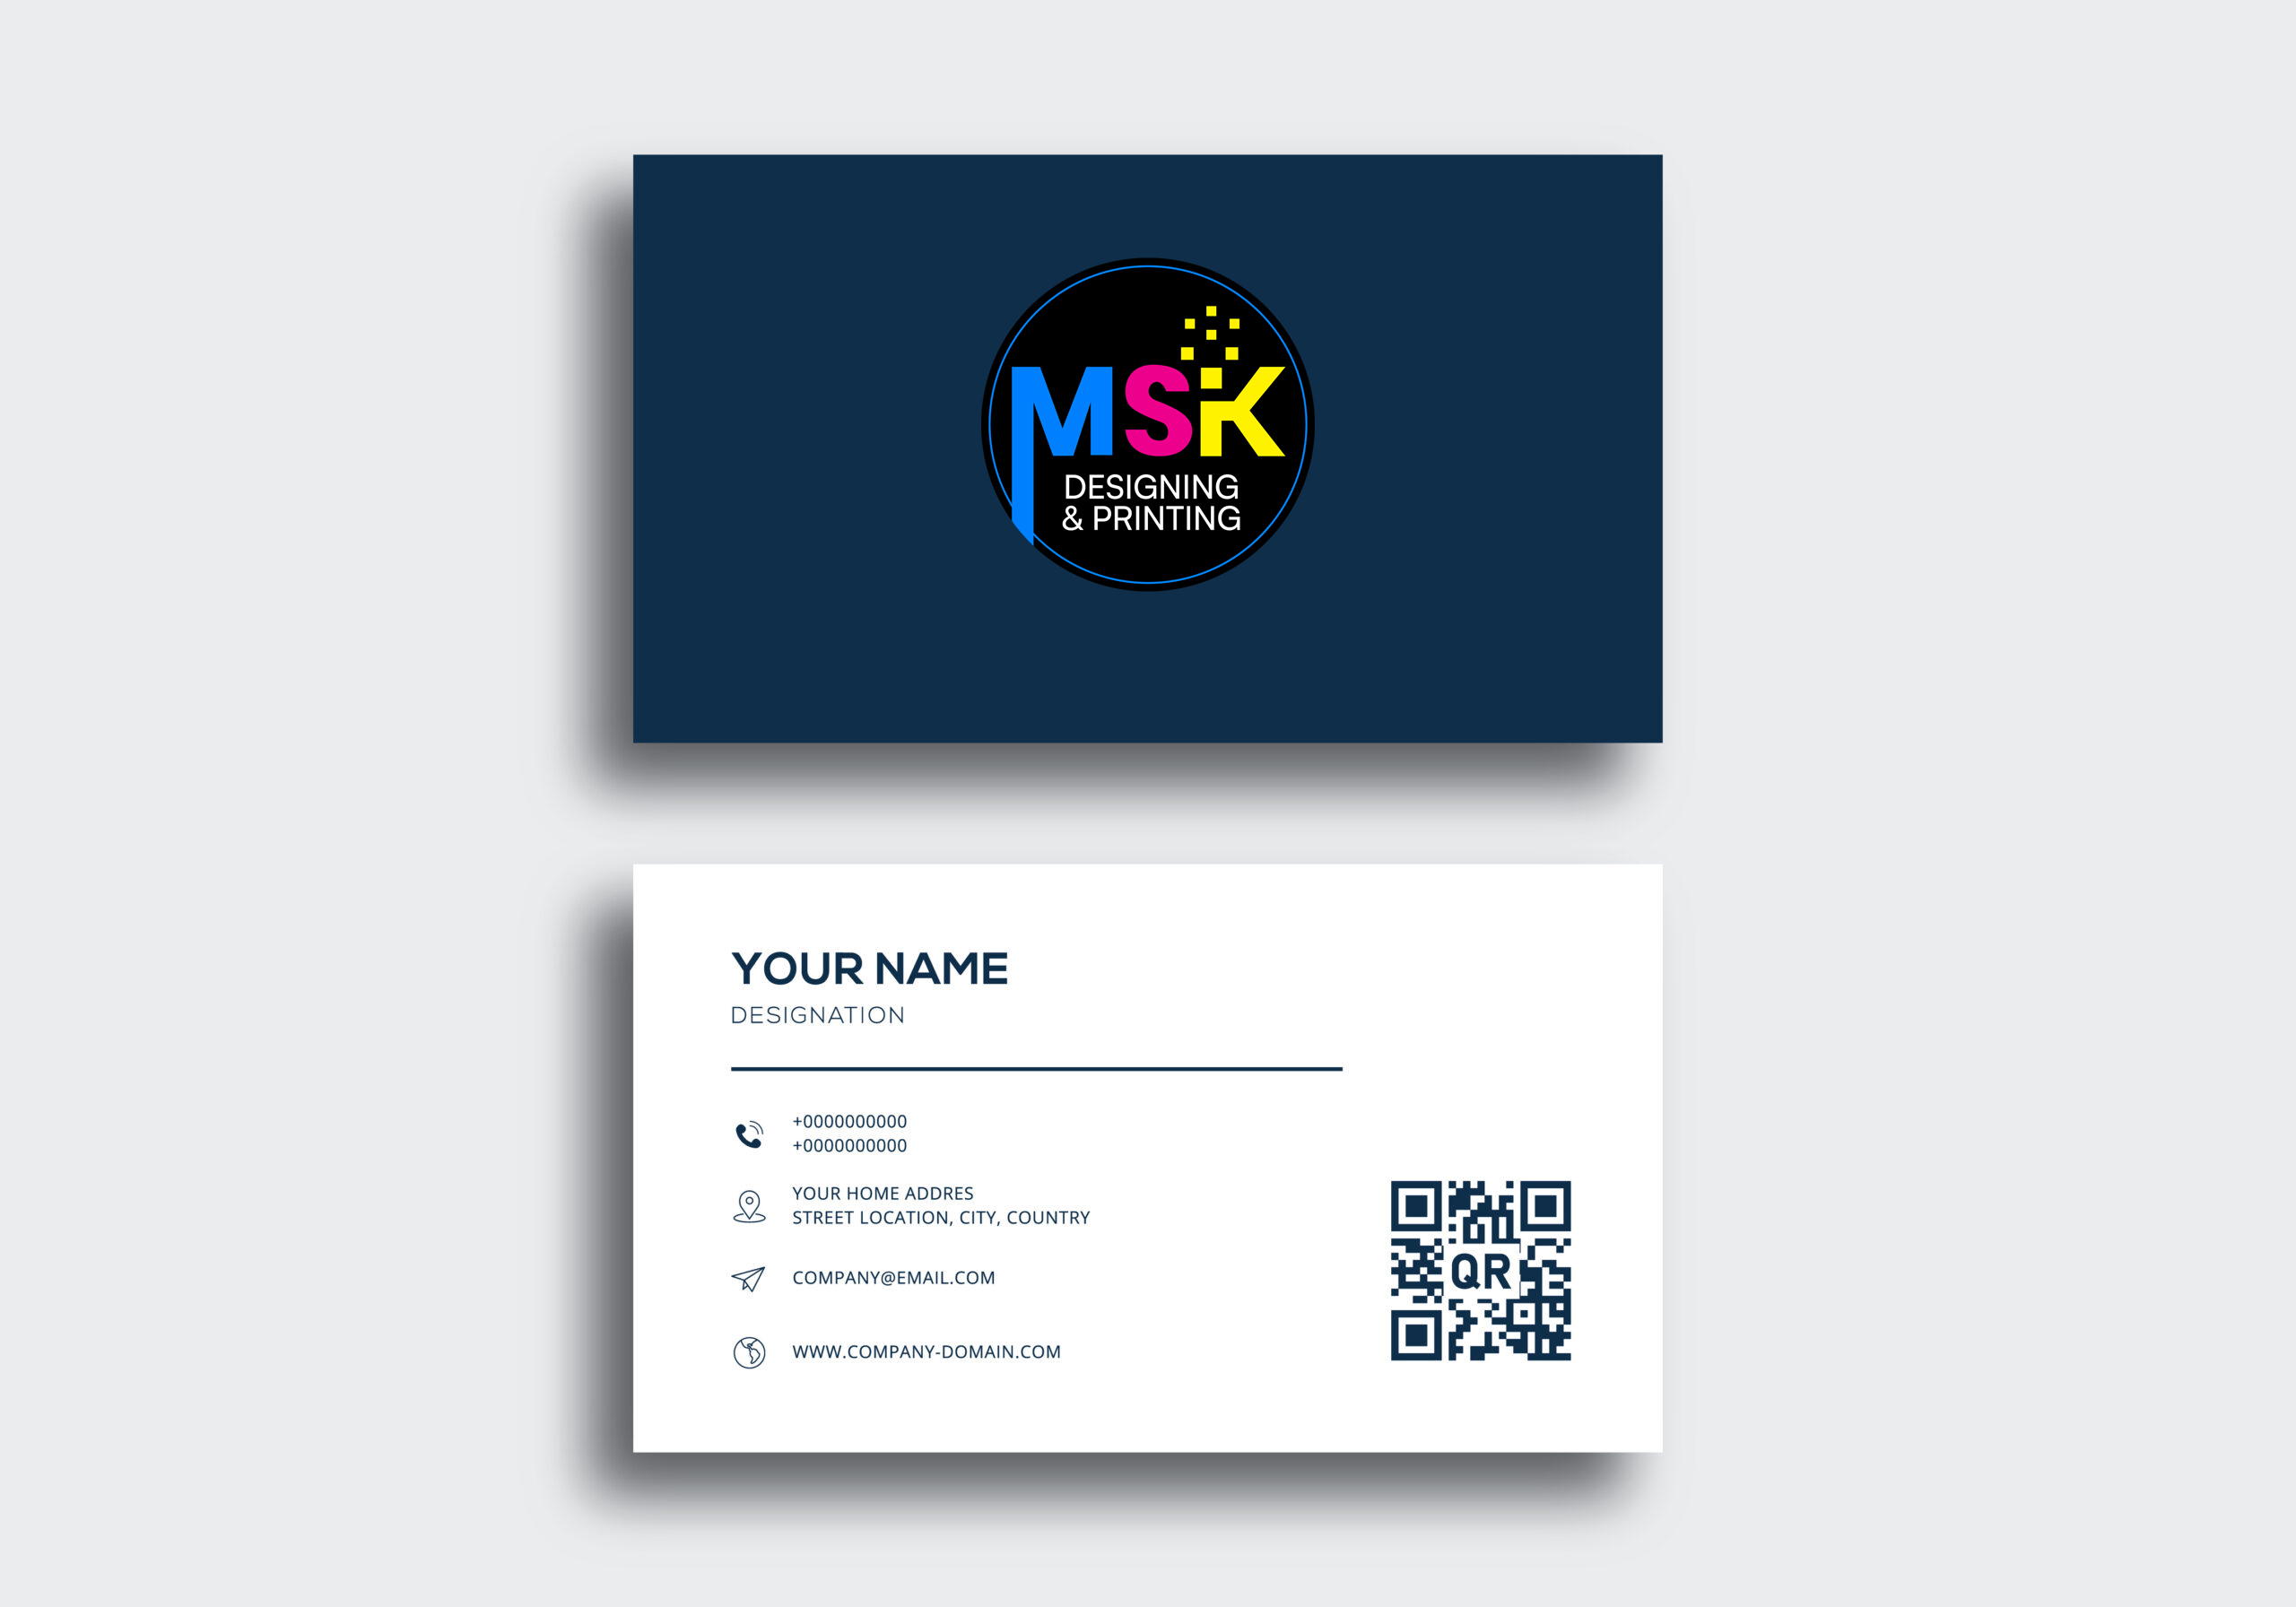 MSK
DESIGNING
& PRINTING
YOUR NAME
DESIGNATION
+0000000000
+0000000000
YOUR HOME ADDRES
STREET LOCATION, CITY, COUNTRY
COMPANY@EMAIL.COM
WWW.COMPANY-DOMAIN.COM
QR